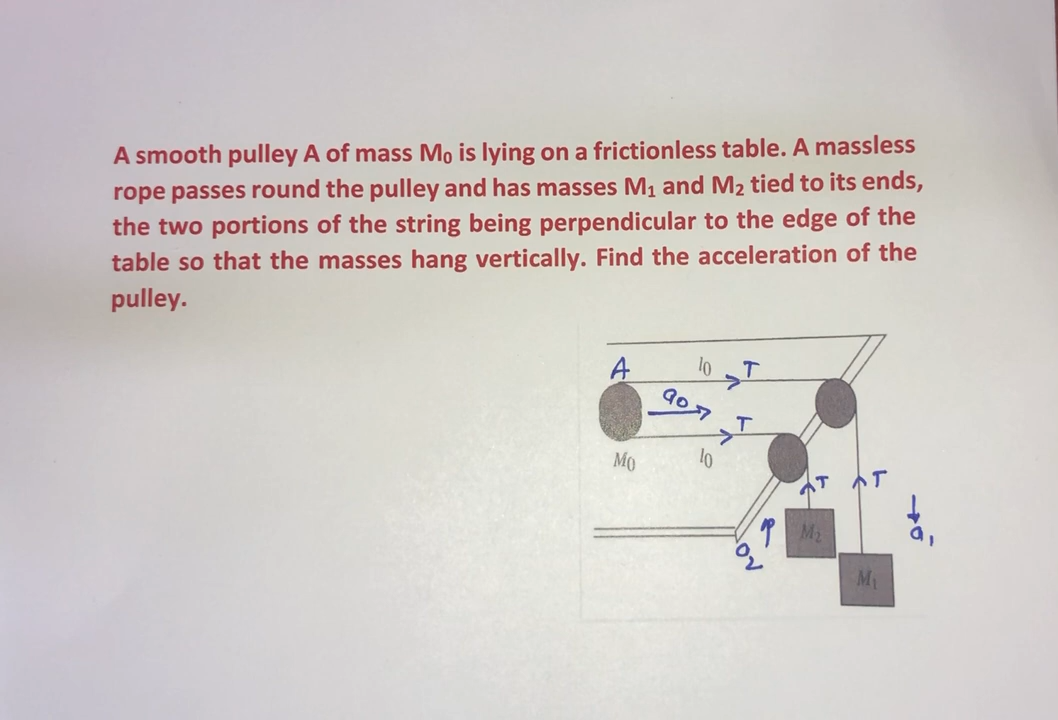 A smooth pulley A of mass M₀ is lying on a frictionless table. A massless
rope passes round the pulley and has masses M₁ and M₂ tied to its ends,
the two portions of the string being perpendicular to the edge of the
table so that the masses hang vertically. Find the acceleration of the
pulley.
A
l₀
T
a₀
T
M₀
l₀
T
T
a₂
M₂
a₁
M₁